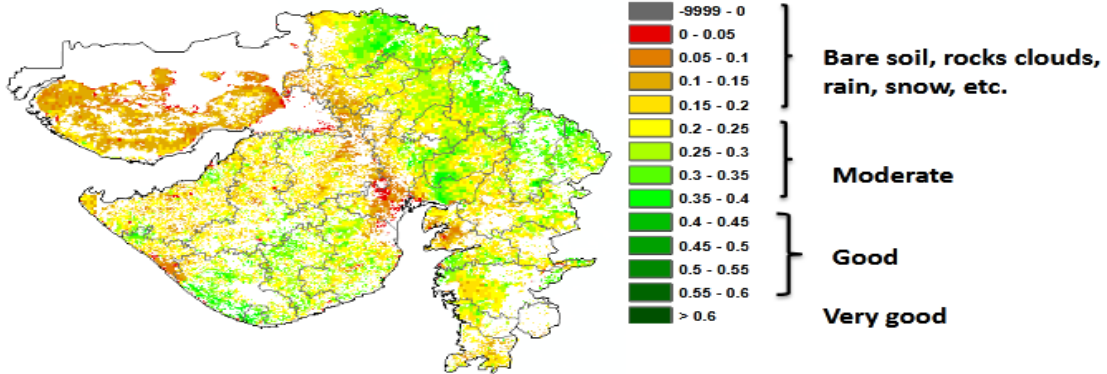 -9999 - 0
0 - 0.05
0.05 - 0.1
0.1 - 0.15
0.15 - 0.2
0.2 - 0.25
0.25 - 0.3
0.3 - 0.35
0.35 - 0.4
0.4 - 0.45
0.45 - 0.5
0.5 - 0.55
0.55 - 0.6
> 0.6
Bare soil, rocks clouds,
rain, snow, etc.
Moderate
Good
Very good